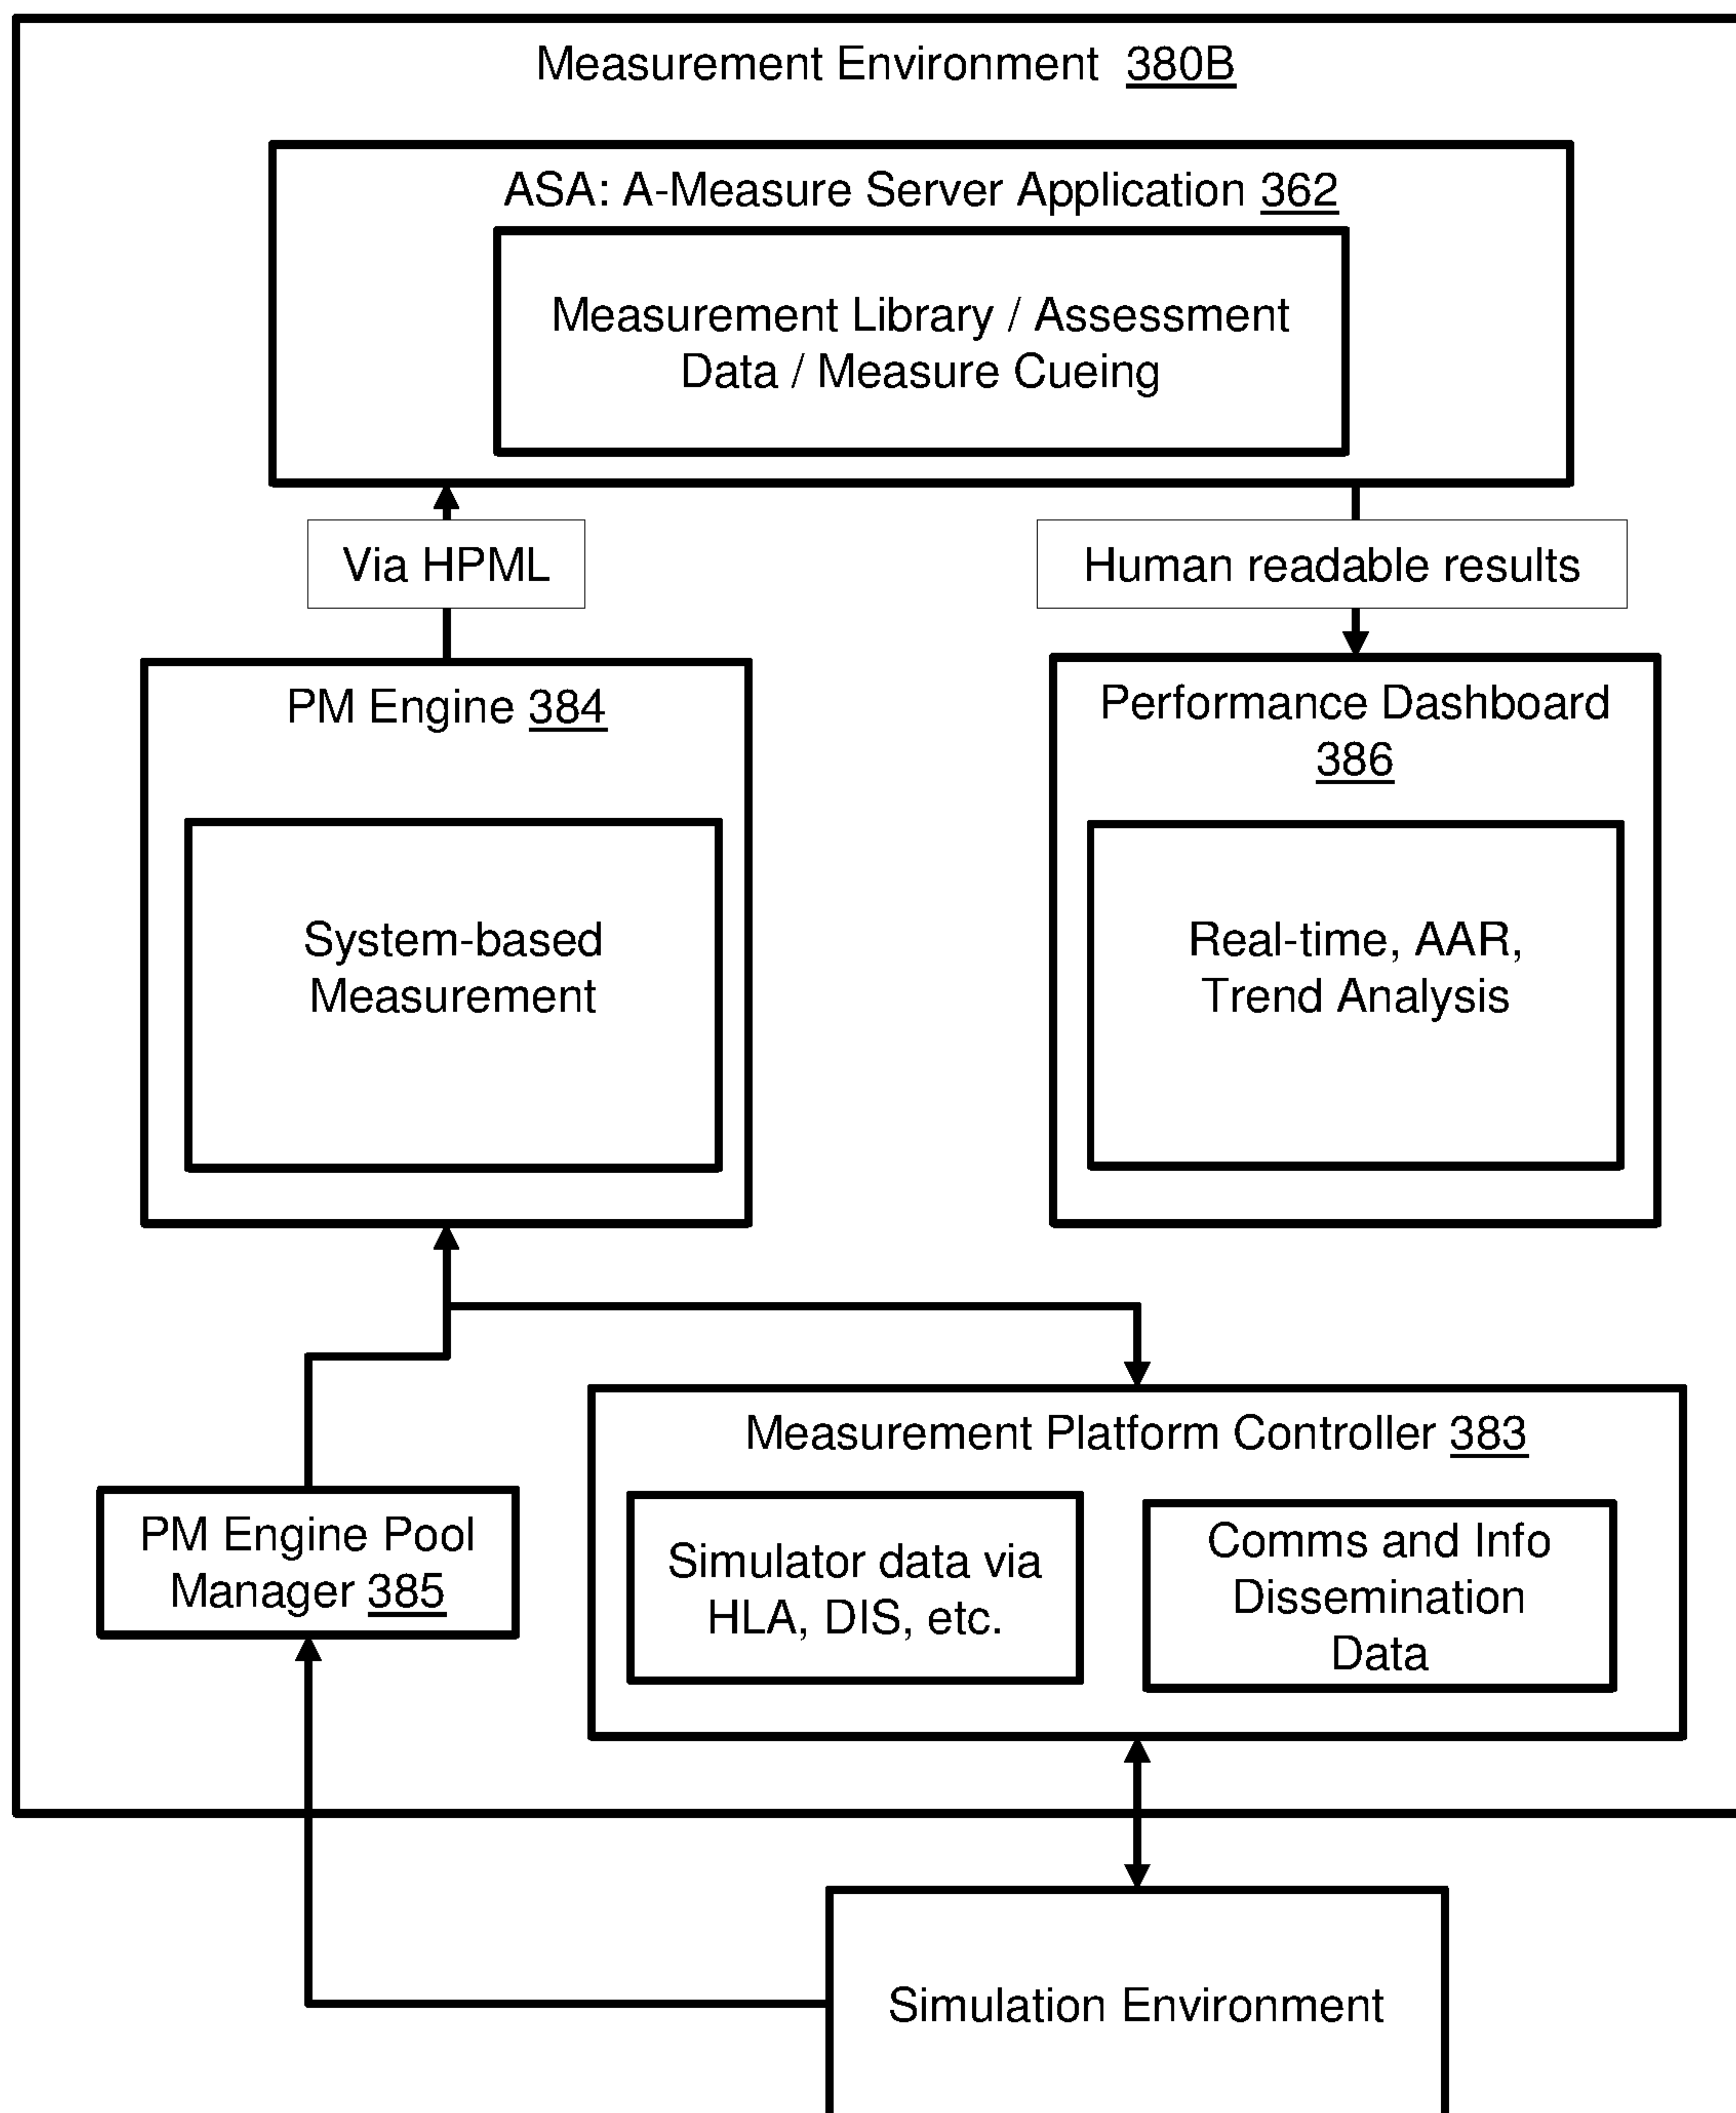 Measurement Environment 380B
ASA: A-Measure Server Application 362
Measurement Library / Assessment
Data / Measure Cueing
Via HPML
Human readable results
PM Engine 384
System-based
Measurement
Performance Dashboard
386
Real-time, AAR,
Trend Analysis
PM Engine Pool
Manager 385
Measurement Platform Controller 383
Simulator data via
HLA, DIS, etc.
Comms and Info
Dissemination
Data
Simulation Environment